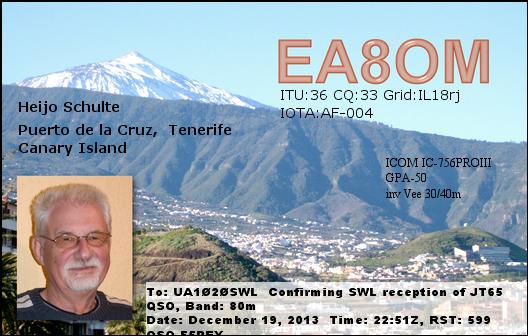 EA8OM
ITU:36 CQ:33 Grid:IL18rj
IOTA:AF-004
Heijo Schulte
Puerto de la Cruz, Tenerife
Canary Island
ICOM IC-756PROIII
GPA-50
inv Vee 30/40m
To: UA1Ø2ØSWL Confirming SWL reception of JT65
QSO, Band: 80m
Date: December 19, 2013 Time: 22:51Z, RST: 599